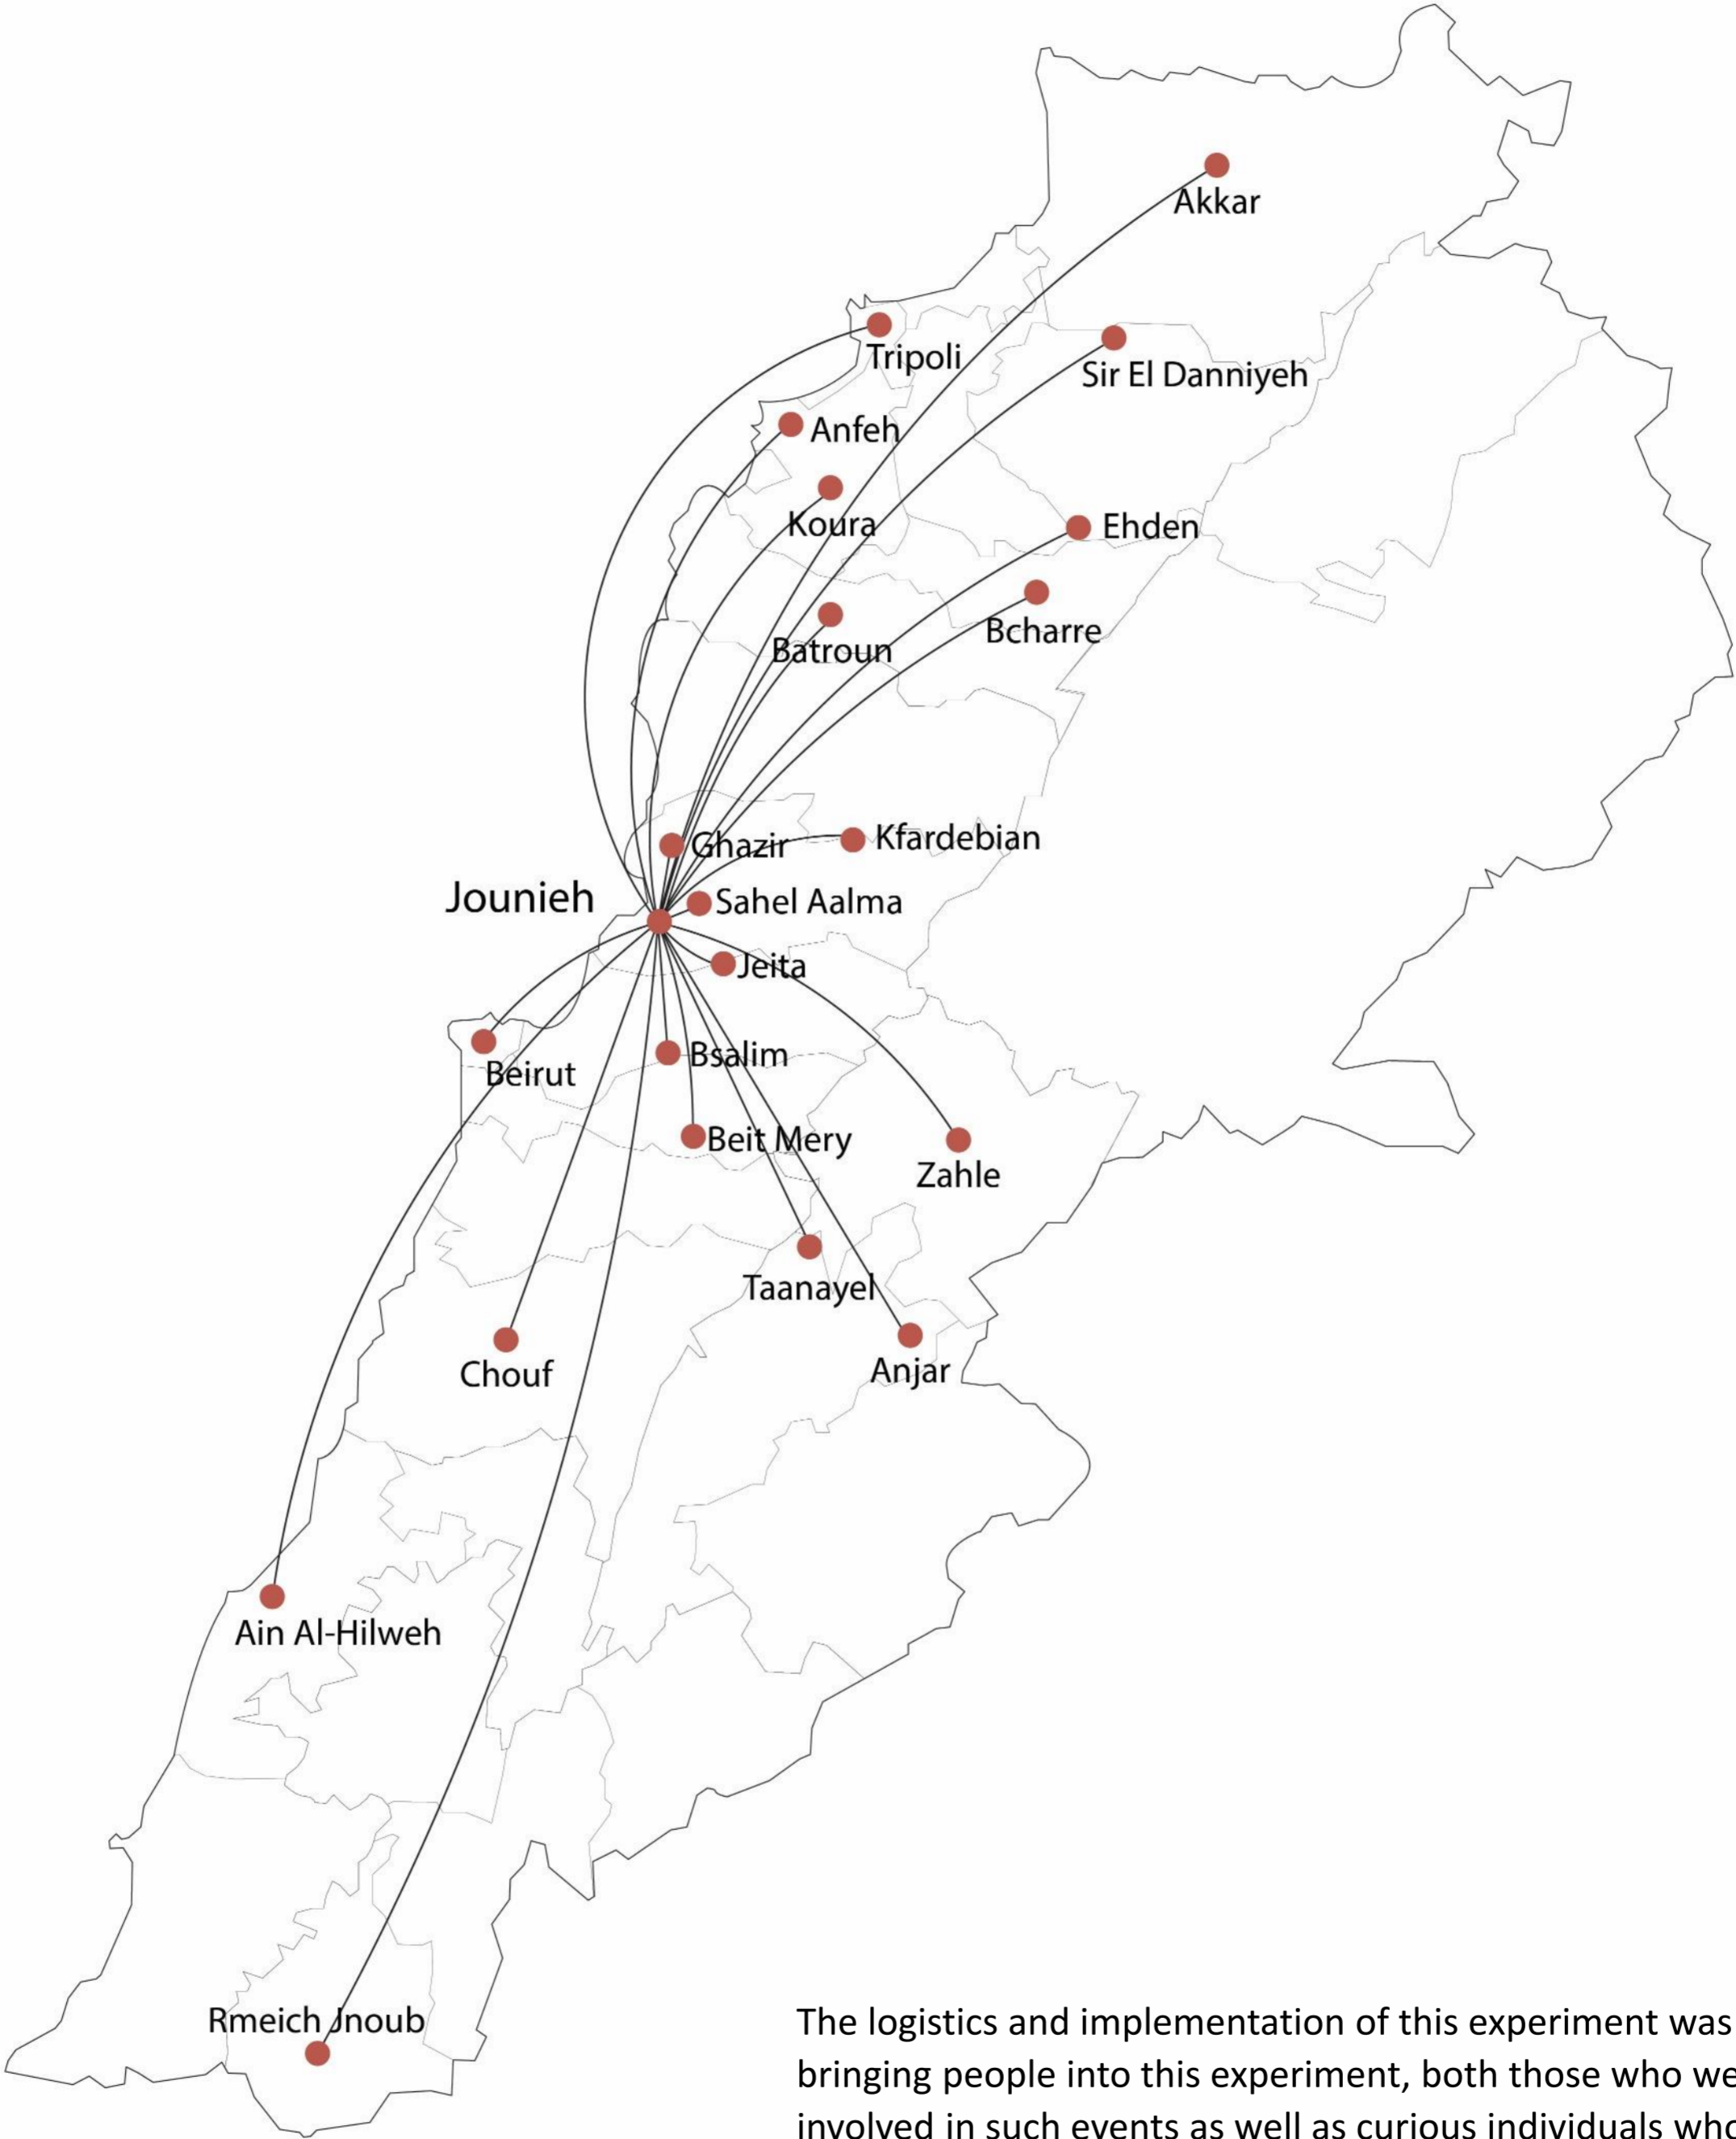 Akkar
Tripoli
Sir El Danniyeh
Anfeh
Koura
Ehden
Bcharre
Batroun
Ghazir
Kfardebian
Jounieh
Sahel Aalma
Jeita
Bsalim
Beirut
Beit Mery
Zahle
Taanayel
Chouf
Anjar
Ain Al-Hilweh
Rmeich Jnoub
The logistics and implementation of this experiment was
bringing people into this experiment, both those who we
involved in such events as well as curious individuals who